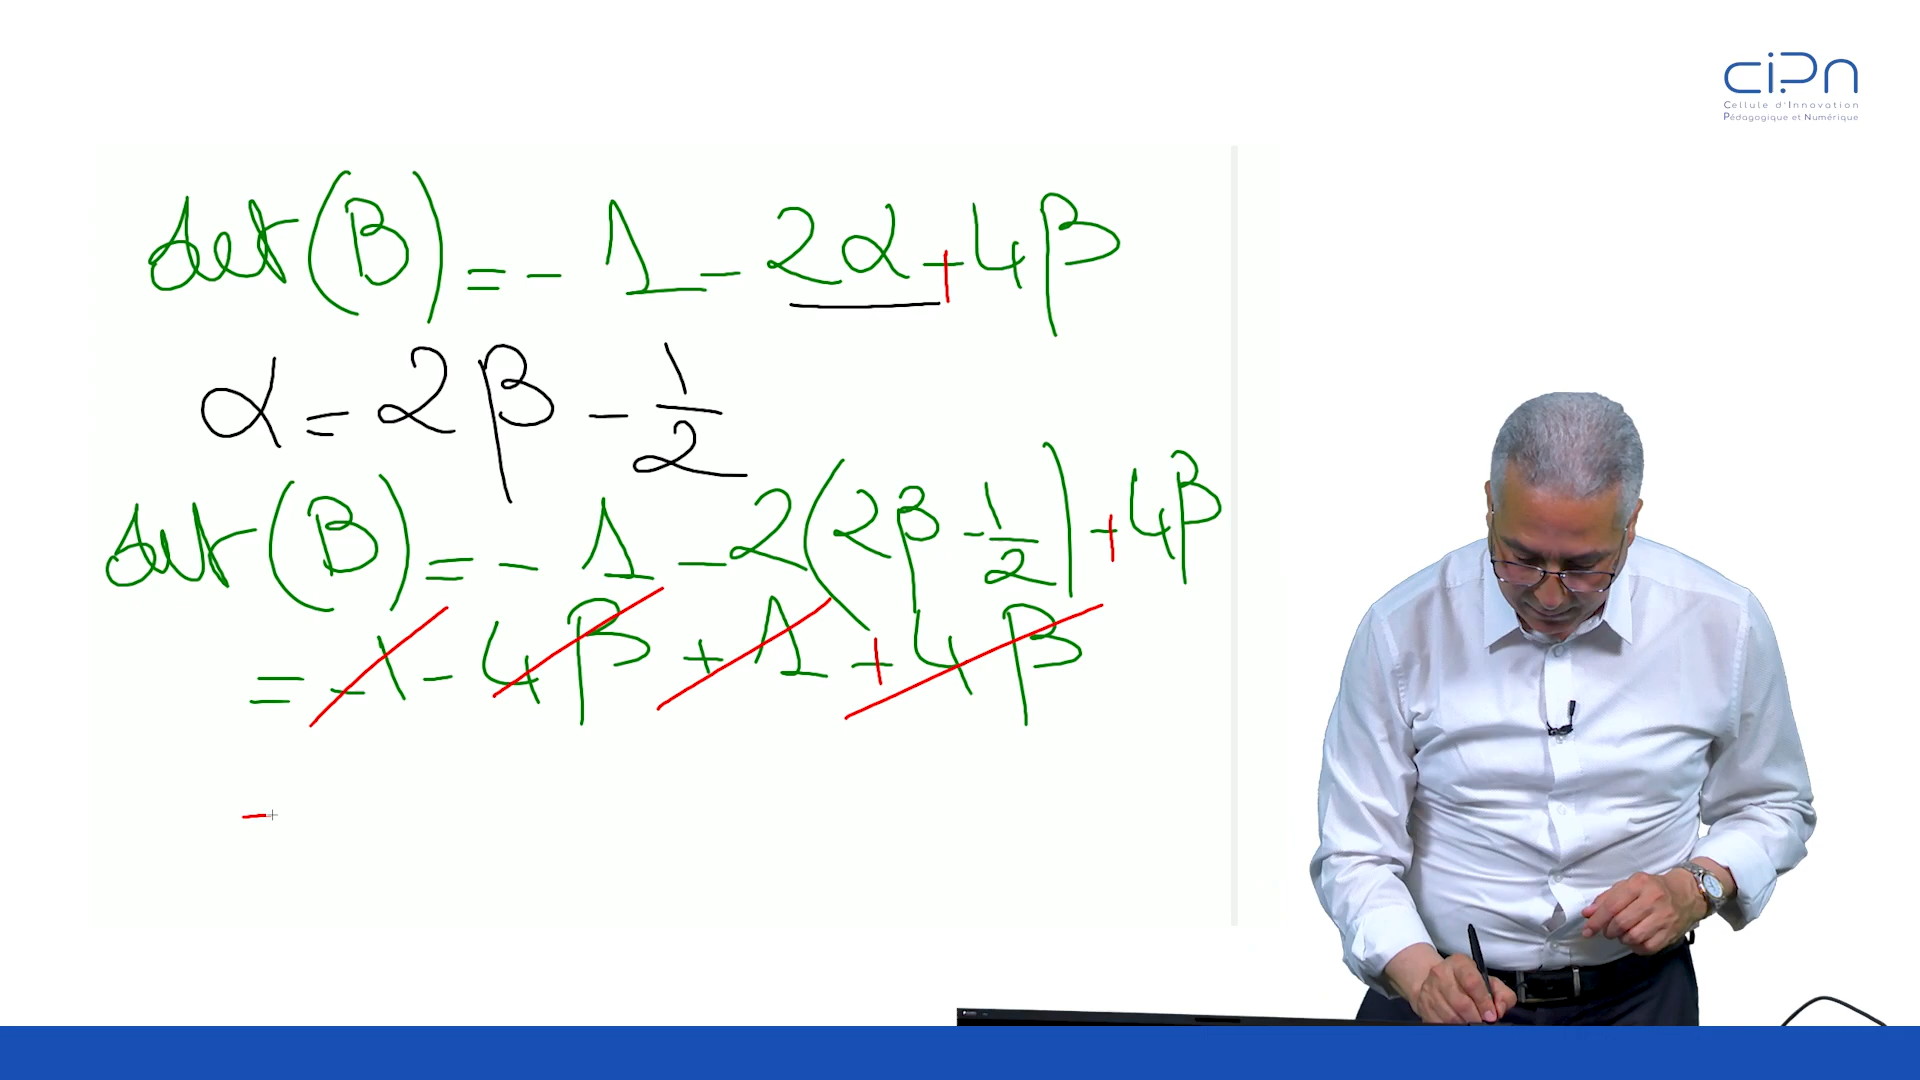 cipn
Cellule d'Innovation
Pédagogique et Numérique
det(B) = - 1 - 2α + 4β
α = 2β - 1/2
det(B) = - 1 - 2(2β - 1/2) + 4β
= - 1 - 4β + 1 + 4β